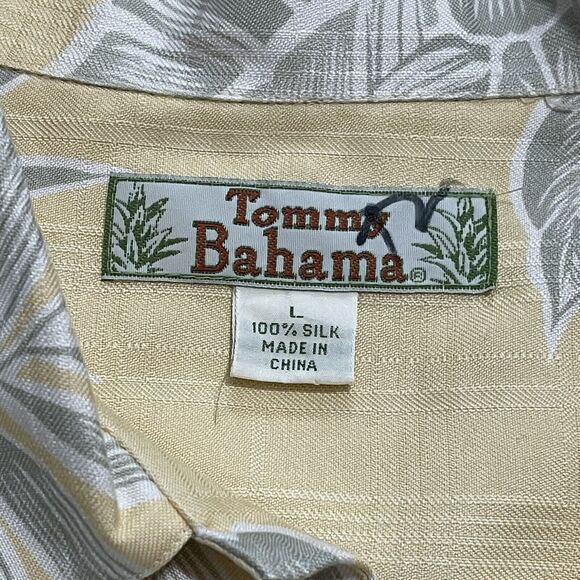 Tommy
Bahama®
L
100% SILK
MADE IN
CHINA